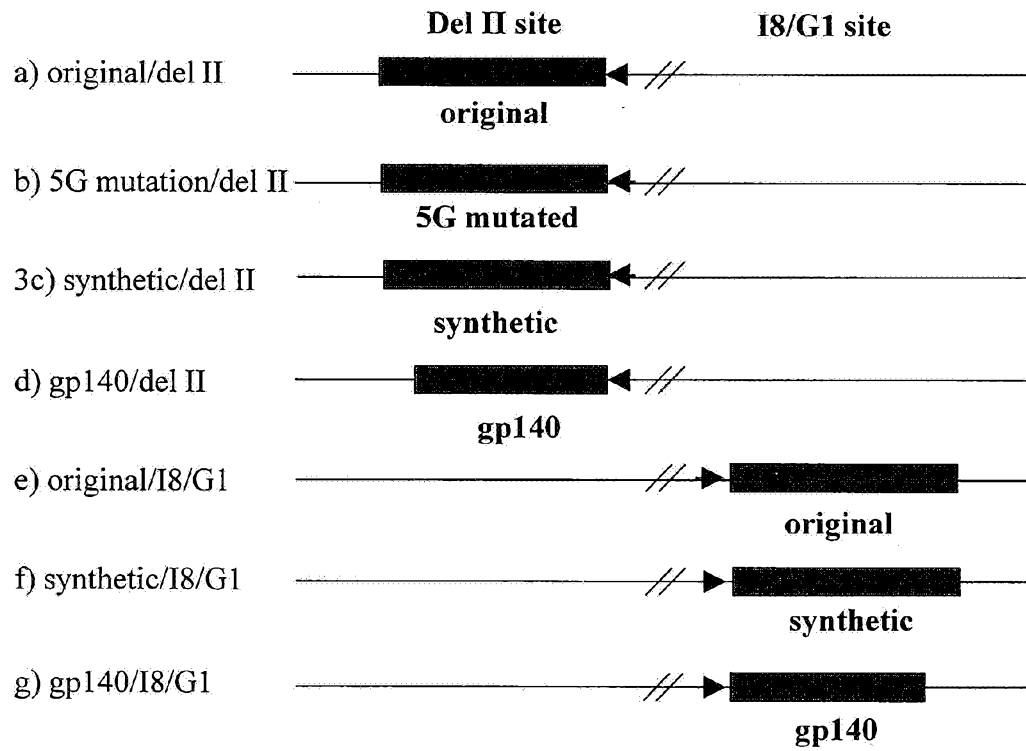 Del II site
I8/G1 site
a) original/del II
original
b) 5G mutation/del II
5G mutated
3c) synthetic/del II
synthetic
d) gp140/del II
gp140
e) original/I8/G1
original
f) synthetic/I8/G1
synthetic
g) gp140/I8/G1
gp140